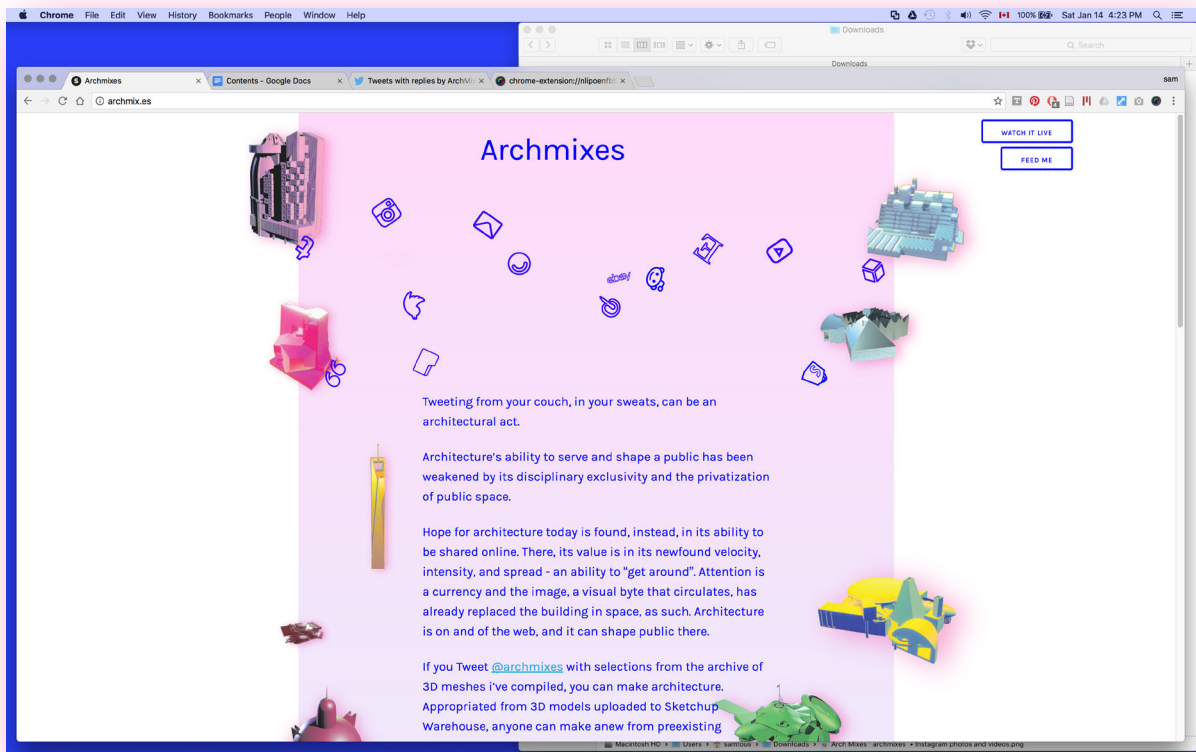 Chrome File Edit View History Bookmarks People Window Help
100% Sat Jan 14 4:23 PM
Downloads
Search
Downloads
Archmixes
Contents - Google Docs
Tweets with replies by ArchMix
chrome-extension://nlipoenfbb
sam
archmix.es
WATCH IT LIVE
FEED ME
Archmixes
Tweeting from your couch, in your sweats, can be an
architectural act.
Architecture's ability to serve and shape a public has been
weakened by its disciplinary exclusivity and the privatization
of public space.
Hope for architecture today is found, instead, in its ability to
be shared online. There, its value is in its newfound velocity,
intensity, and spread - an ability to "get around". Attention is
a currency and the image, a visual byte that circulates, has
already replaced the building in space, as such. Architecture
is on and of the web, and it can shape public there.
If you Tweet @archmixes with selections from the archive of
3D meshes i've compiled, you can make architecture.
Appropriated from 3D models uploaded to Sketchup
Warehouse, anyone can make anew from preexisting
Macintosh HD Users samtous Downloads Arch Mixes archmixes • Instagram photos and videos.png